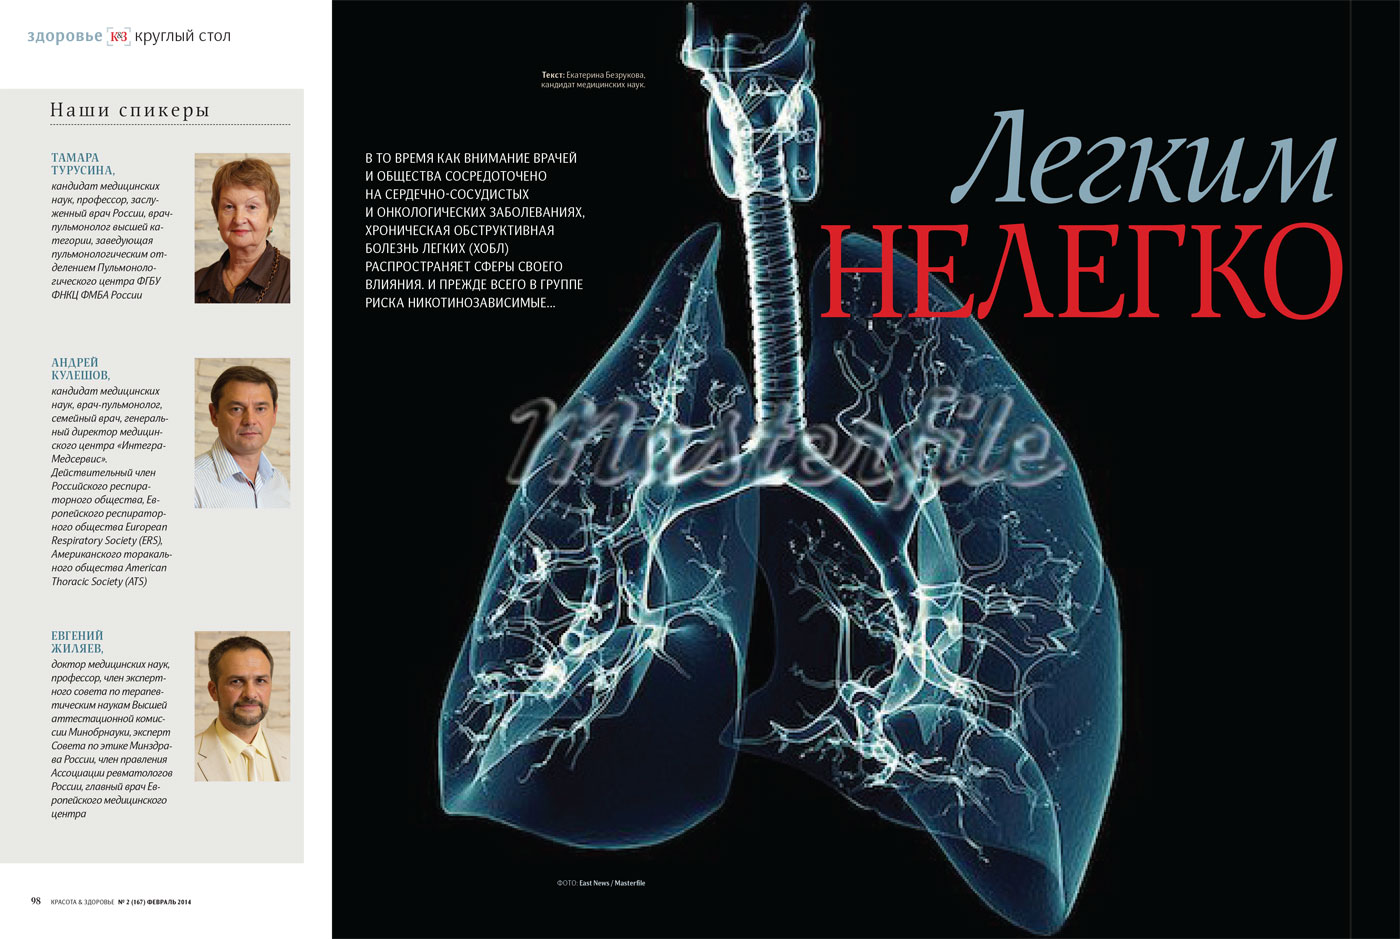 здоровье [К&З] круглый стол
Наши спикеры
ТАМАРА
ТУРУСИНА,
кандидат медицинских
наук, профессор, заслу-
женный врач России, врач-
пульмонолог высшей ка-
тегории, заведующая
пульмонологическим от-
делением Пульмоноло-
гического центра ФГБУ
ФНКЦ ФМБА России
АНДРЕЙ
КУЛЕШОВ,
кандидат медицинских
наук, врач-пульмонолог,
семейный врач, генераль-
ный директор медицин-
ского центра «Интегра-
Медсервис».
Действительный член
Российского респира-
торного общества, Ев-
ропейского респиратор-
ного общества European
Respiratory Society (ERS),
Американского торакаль-
ного общества American
Thoracic Society (ATS)
ЕВГЕНИЙ
ЖИЛЯЕВ,
доктор медицинских наук,
профессор, член эксперт-
ного совета по терапев-
тическим наукам Высшей
аттестационной комис-
сии Минобрнауки, эксперт
Совета по этике Минздра-
ва России, член правления
Ассоциации ревматологов
России, главный врач Ев-
ропейского медицинского
центра
98 КРАСОТА & ЗДОРОВЬЕ № 2 (167) ФЕВРАЛЬ 2014
Текст: Екатерина Безрукова,
кандидат медицинских наук.
В ТО ВРЕМЯ КАК ВНИМАНИЕ ВРАЧЕЙ
И ОБЩЕСТВА СОСРЕДОТОЧЕНО
НА СЕРДЕЧНО-СОСУДИСТЫХ
И ОНКОЛОГИЧЕСКИХ ЗАБОЛЕВАНИЯХ,
ХРОНИЧЕСКАЯ ОБСТРУКТИВНАЯ
БОЛЕЗНЬ ЛЕГКИХ (ХОБЛ)
РАСПРОСТРАНЯЕТ СФЕРЫ СВОЕГО
ВЛИЯНИЯ. И ПРЕЖДЕ ВСЕГО В ГРУППЕ
РИСКА НИКОТИНОЗАВИСИМЫЕ...
Легким
НЕЛЕГКО
Masterfile
ФОТО: East News / Masterfile